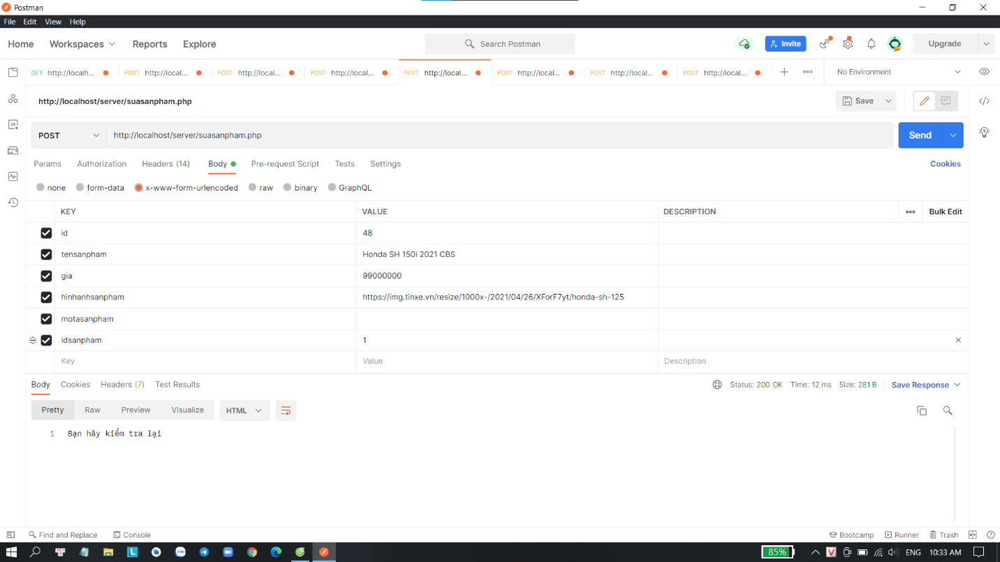 Postman
File Edit View Help
Home Workspaces Reports Explore Search Postman Invite Upgrade
GET http://localh... POST http://local... POST http://local... POST http://local... POST http://local... POST http://local... POST http://local... POST http://local... No Environment
http://localhost/server/suasanpham.php Save
POST http://localhost/server/suasanpham.php Send
Params Authorization Headers (14) Body Pre-request Script Tests Settings Cookies
none form-data x-www-form-urlencoded raw binary GraphQL
KEY VALUE DESCRIPTION Bulk Edit
id 48
tensanpham Honda SH 150i 2021 CBS
gia 99000000
hinhanhsanpham https://img.tinxe.vn/resize/1000x-/2021/04/26/XForF7yt/honda-sh-125
motasanpham
idsanpham 1
Key Value Description
Body Cookies Headers (7) Test Results Status: 200 OK Time: 12 ms Size: 281 B Save Response
Pretty Raw Preview Visualize HTML
1 Bạn hãy kiểm tra lại
Find and Replace Console Bootcamp Runner Trash
L Zalo 85% V ENG 10:33 AM